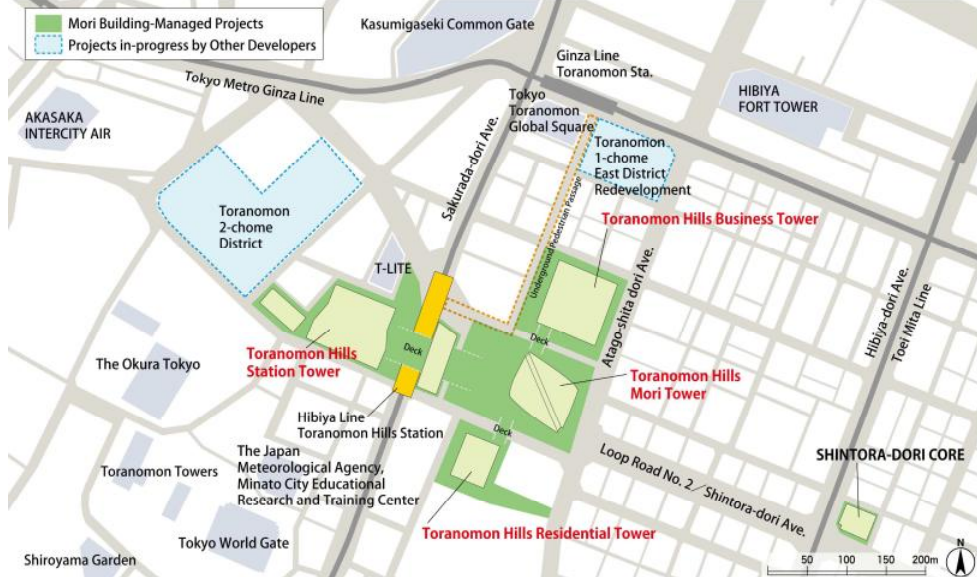 Mori Building-Managed Projects
Projects in-progress by Other Developers
Kasumigaseki Common Gate
Ginza Line
Toranomon Sta.
Tokyo Metro Ginza Line
Tokyo
Toranomon
Global Square
HIBIYA
FORT TOWER
AKASAKA
INTERCITY AIR
Sakurada-dori Ave.
Toranomon
1-chome
East District
Redevelopment
Underground Pedestrian Passage
Toranomon
2-chome
District
Toranomon Hills Business Tower
T-LITE
Atago-shita dori Ave.
Hibiya-dori Ave.
Toei Mita Line
Deck
Deck
The Okura Tokyo
Toranomon Hills
Station Tower
Toranomon Hills
Mori Tower
Hibiya Line
Toranomon Hills Station
Deck
The Japan
Meteorological Agency,
Minato City Educational
Research and Training Center
Toranomon Towers
Loop Road No. 2／Shintora-dori Ave.
SHINTORA-DORI CORE
Toranomon Hills Residential Tower
Tokyo World Gate
Shiroyama Garden
N
50 100 150 200m